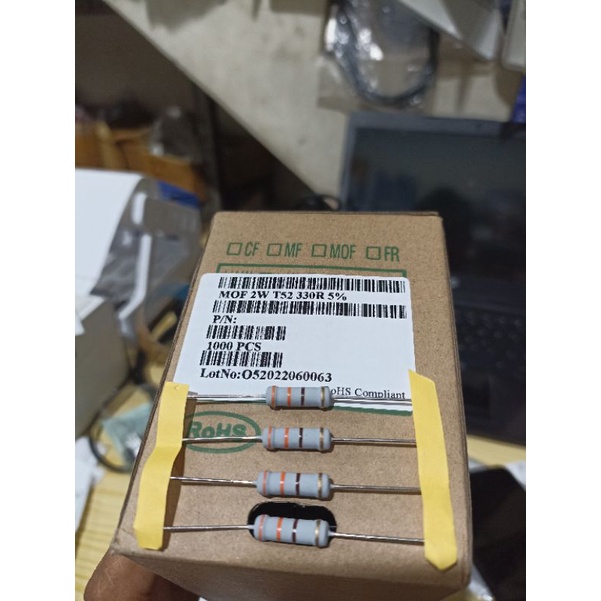 ☐ CF ☐ MF ☐ MOF ☐ FR
MOF 2W T52 330R 5%
P/N:
1000 PCS
LotNo:O52022060063
RoHS Compliant
RoHS